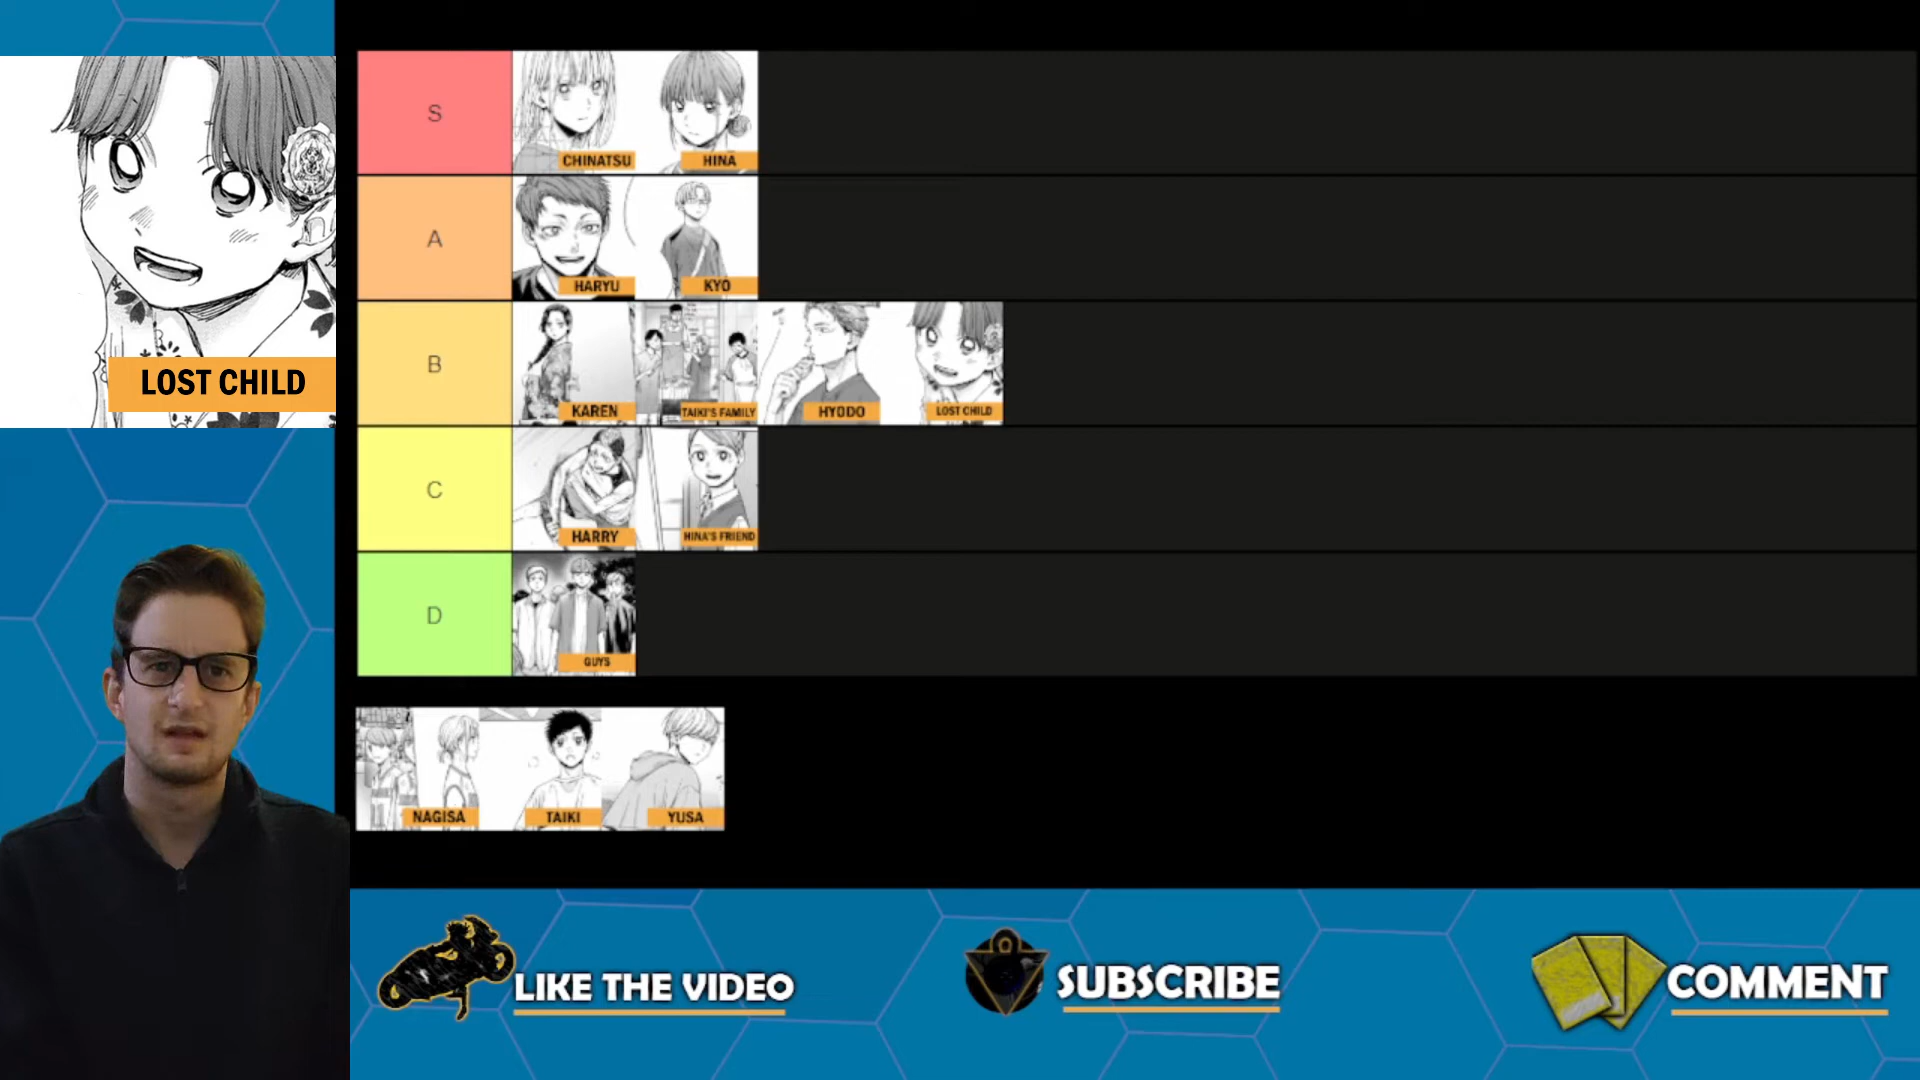 LOST CHILD
S
CHINATSU
HINA
A
HARYU
KYO
B
KAREN
TAIKI'S FAMILY
HYODO
LOST CHILD
C
HARRY
HINA'S FRIEND
D
GUYS
NAGISA
TAIKI
YUSA
LIKE THE VIDEO
SUBSCRIBE
COMMENT